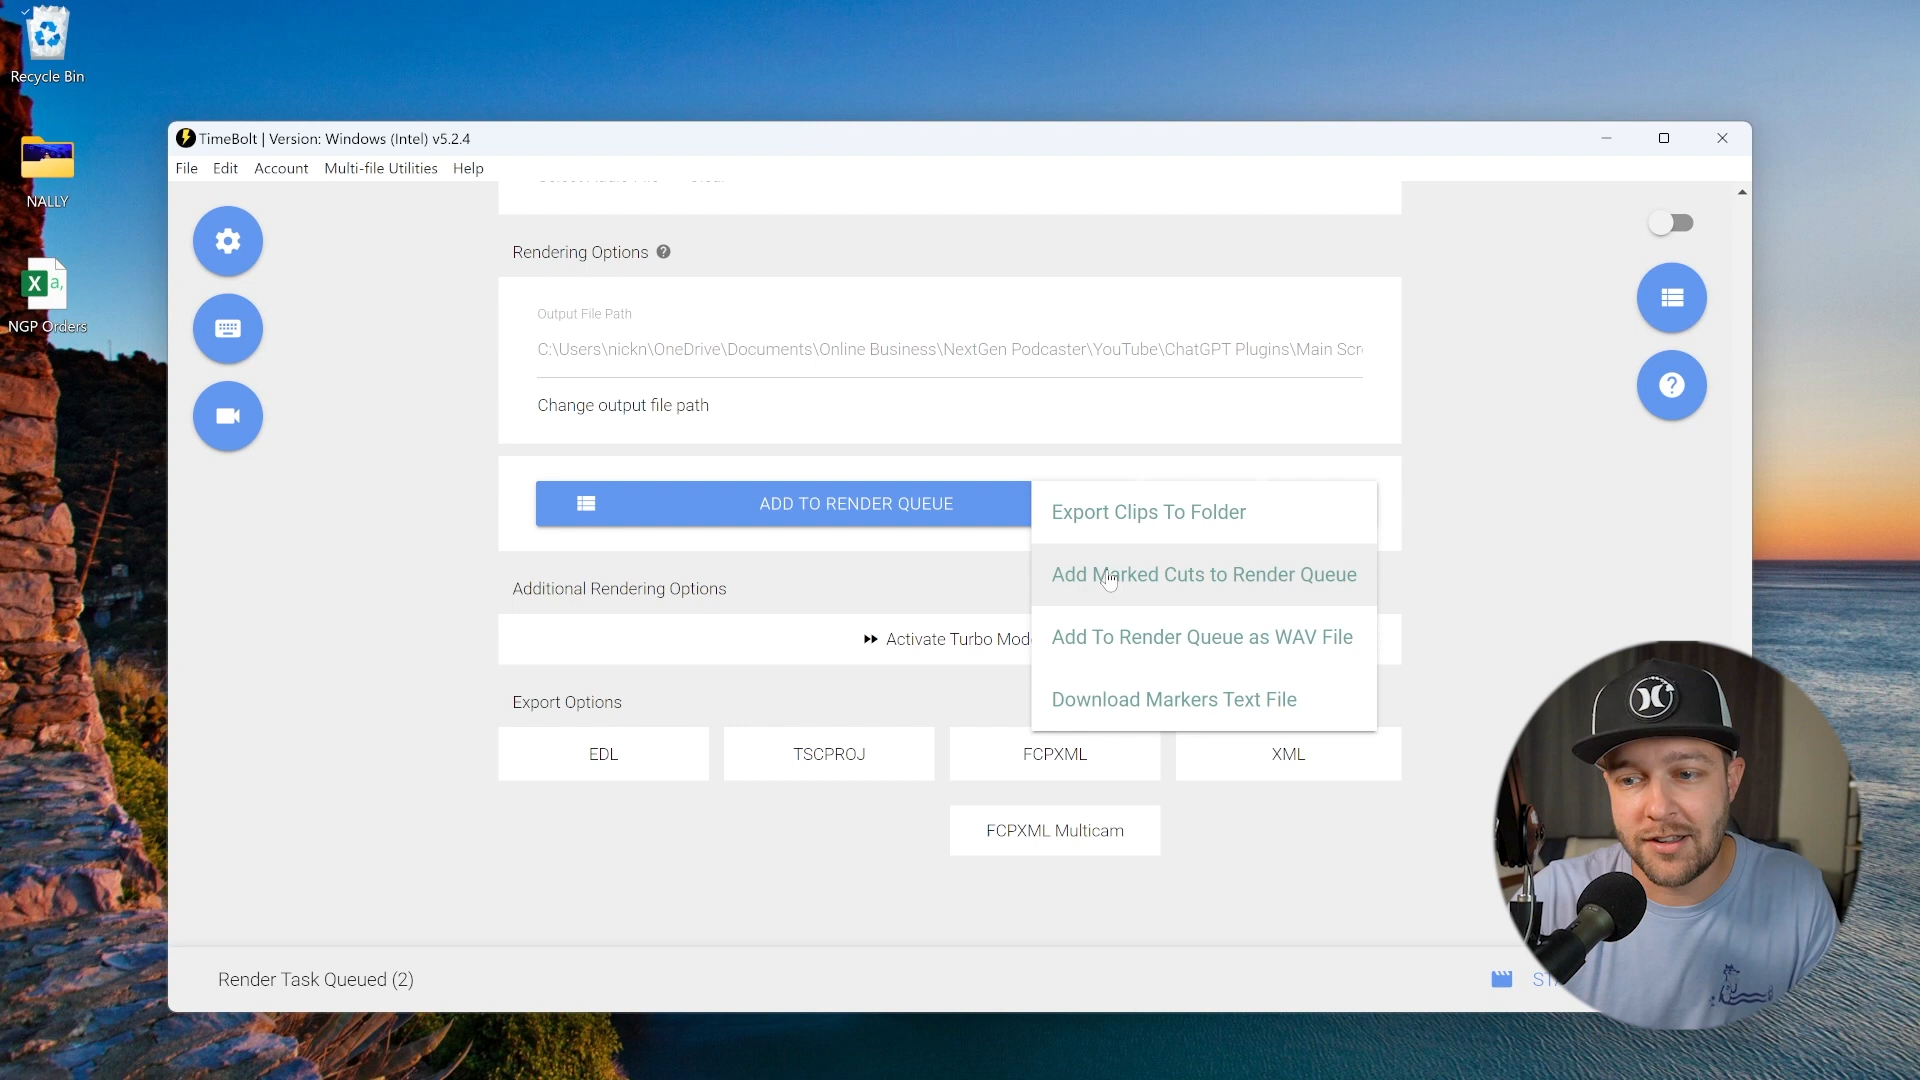 Recycle Bin
NALLY
NGP Orders
TimeBolt | Version: Windows (Intel) v5.2.4
File Edit Account Multi-file Utilities Help
Rendering Options
Output File Path
C:\Users\nickn\OneDrive\Documents\Online Business\NextGen Podcaster\YouTube\ChatGPT Plugins\Main Scr
Change output file path
ADD TO RENDER QUEUE
Export Clips To Folder
Add Marked Cuts to Render Queue
Add To Render Queue as WAV File
Download Markers Text File
Additional Rendering Options
Activate Turbo Mod
Export Options
EDL
TSCPROJ
FCPXML
XML
FCPXML Multicam
Render Task Queued (2)